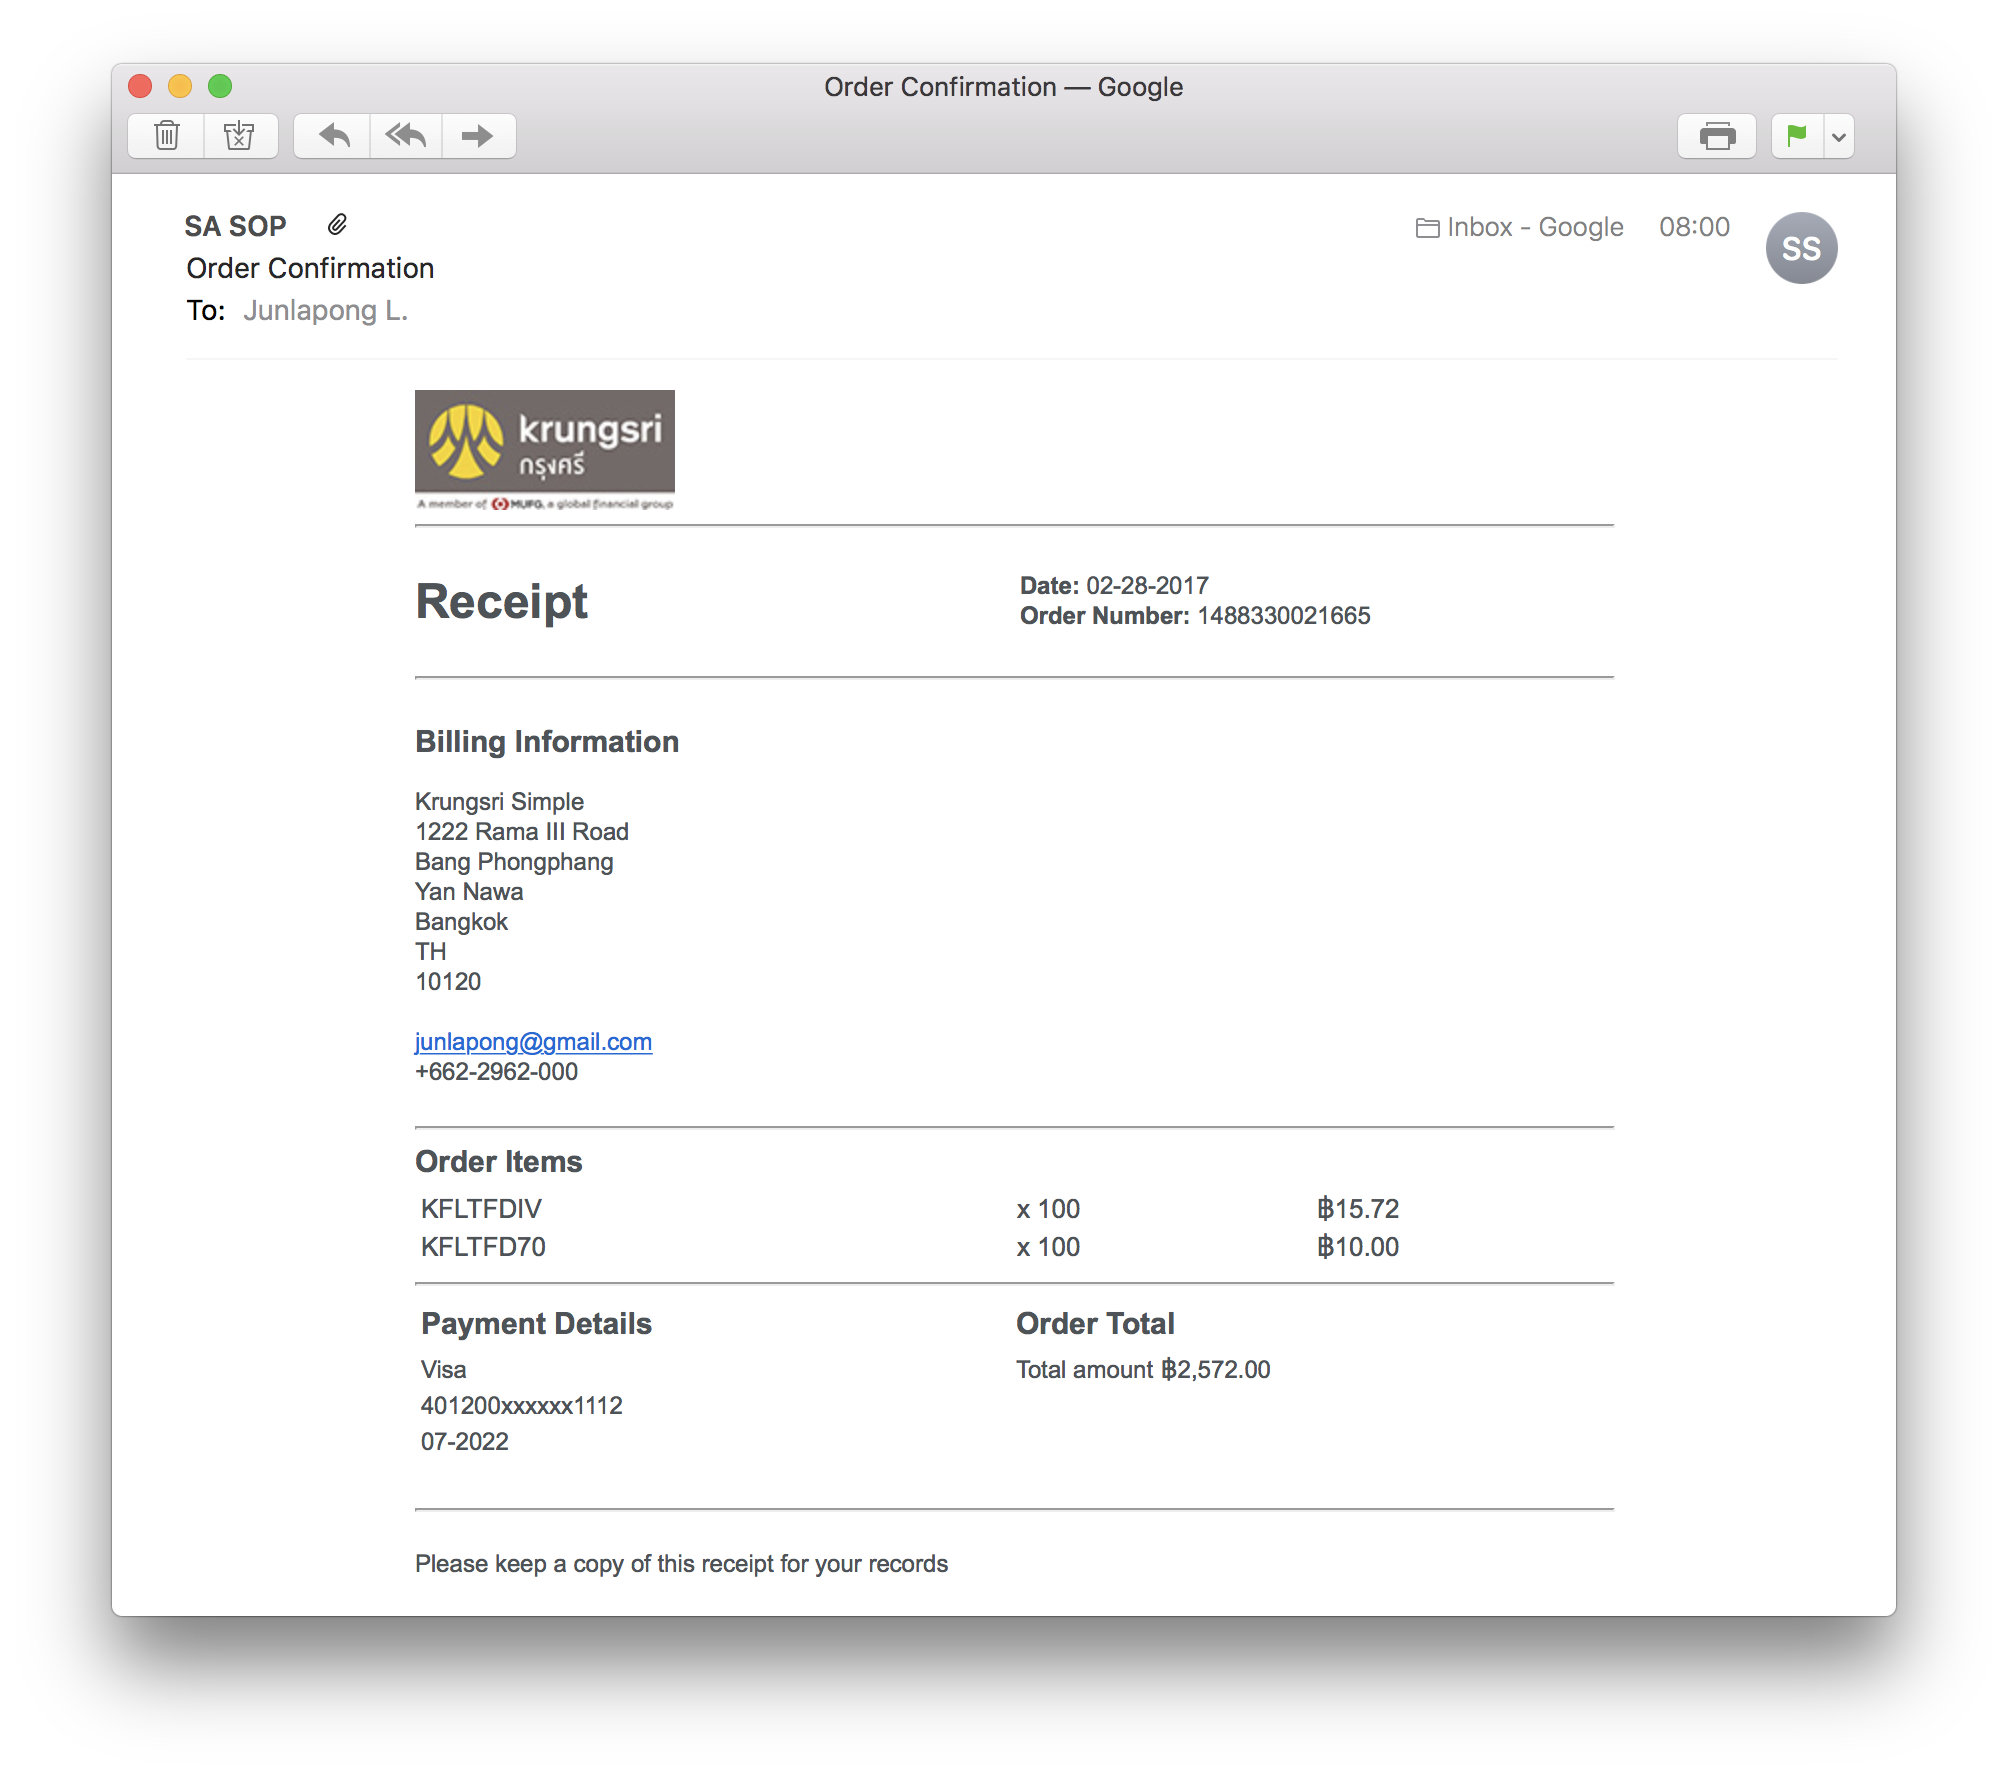 Order Confirmation — Google
SA SOP
Inbox - Google 08:00
SS
Order Confirmation
To: Junlapong L.
krungsri
กรุงศรี
A member of MUFG, a global financial group
Receipt
Date: 02-28-2017
Order Number: 1488330021665
Billing Information
Krungsri Simple
1222 Rama III Road
Bang Phongphang
Yan Nawa
Bangkok
TH
10120
junlapong@gmail.com
+662-2962-000
Order Items
KFLTFDIV x 100 ฿15.72
KFLTFD70 x 100 ฿10.00
Payment Details
Visa
401200xxxxxx1112
07-2022
Order Total
Total amount ฿2,572.00
Please keep a copy of this receipt for your records